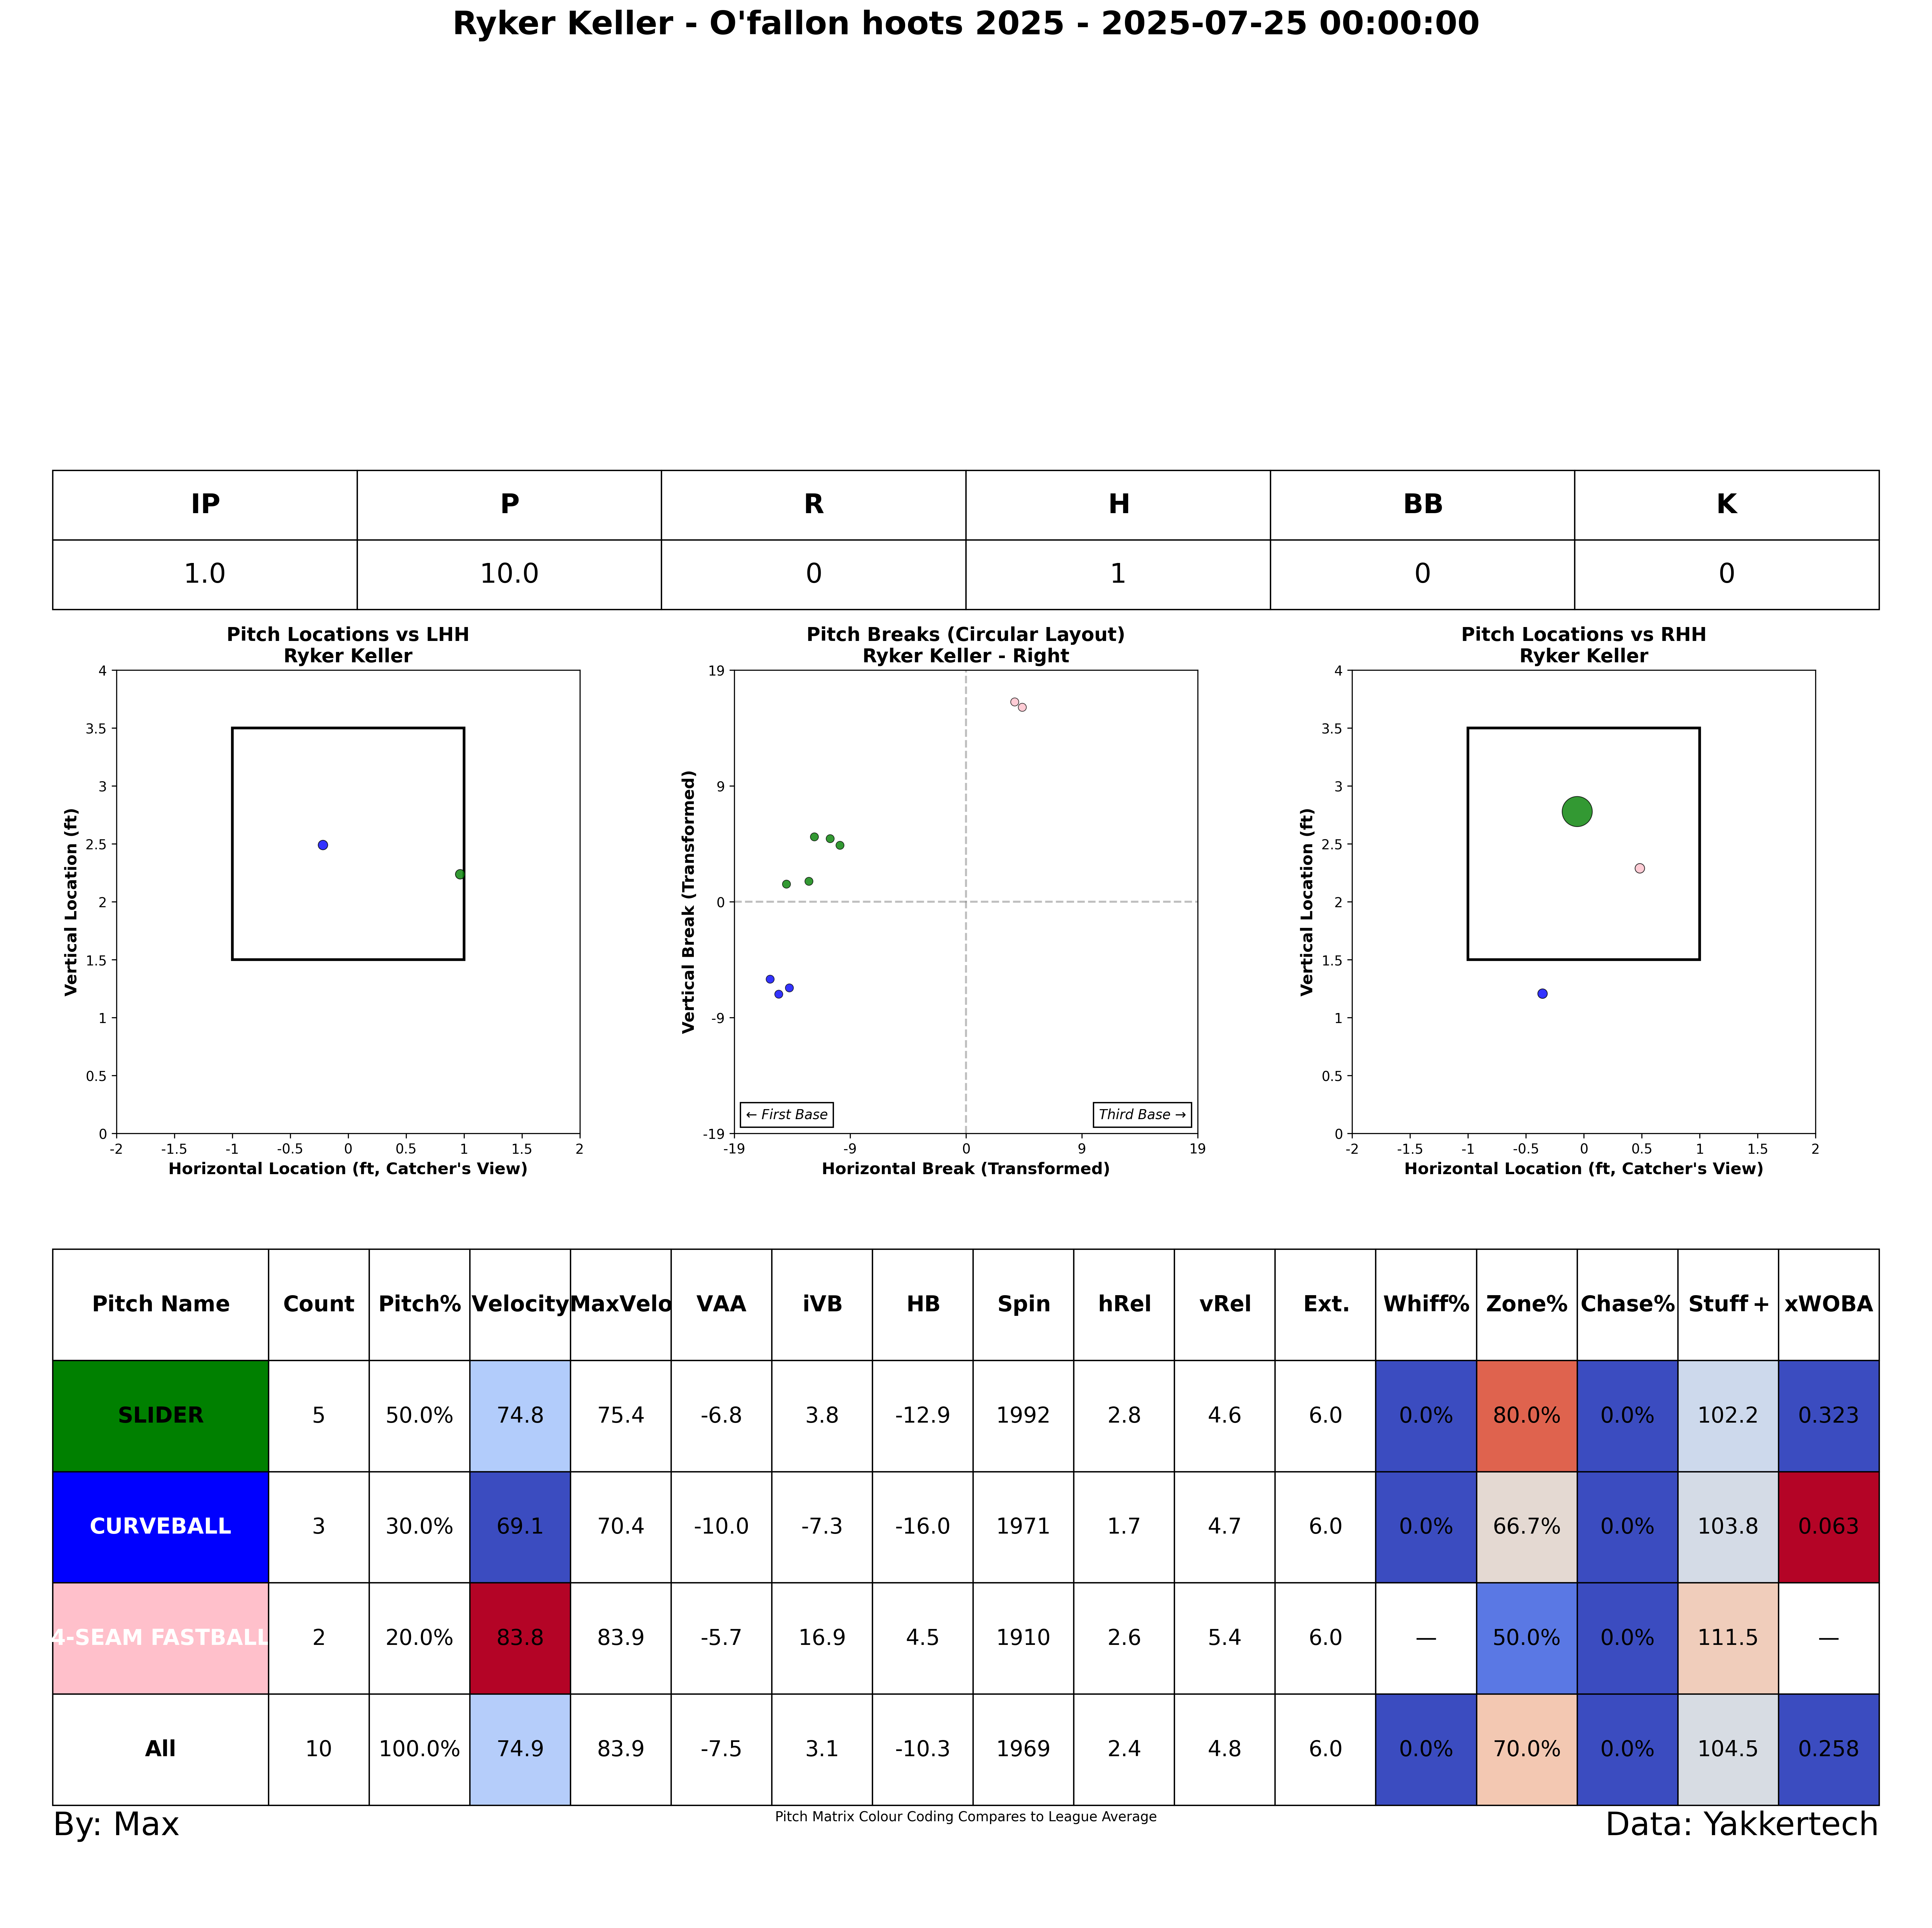 Ryker Keller - O'fallon hoots 2025 - 2025-07-25 00:00:00
IP P R H BB K
1.0 10.0 0 1 0 0
Pitch Locations vs LHH
Ryker Keller
4
3.5
3
2.5
2
1.5
1
0.5
0
-2 -1.5 -1 -0.5 0 0.5 1 1.5 2
Vertical Location (ft)
Horizontal Location (ft, Catcher's View)
Pitch Breaks (Circular Layout)
Ryker Keller - Right
19
9
0
-9
-19
-19 -9 0 9 19
Vertical Break (Transformed)
← First Base
Third Base →
Horizontal Break (Transformed)
Pitch Locations vs RHH
Ryker Keller
4
3.5
3
2.5
2
1.5
1
0.5
0
-2 -1.5 -1 -0.5 0 0.5 1 1.5 2
Vertical Location (ft)
Horizontal Location (ft, Catcher's View)
Pitch Name Count Pitch% Velocity MaxVelo VAA iVB HB Spin hRel vRel Ext. Whiff% Zone% Chase% Stuff+ xWOBA
SLIDER 5 50.0% 74.8 75.4 -6.8 3.8 -12.9 1992 2.8 4.6 6.0 0.0% 80.0% 0.0% 102.2 0.323
CURVEBALL 3 30.0% 69.1 70.4 -10.0 -7.3 -16.0 1971 1.7 4.7 6.0 0.0% 66.7% 0.0% 103.8 0.063
4-SEAM FASTBALL 2 20.0% 83.8 83.9 -5.7 16.9 4.5 1910 2.6 5.4 6.0 — 50.0% 0.0% 111.5 —
All 10 100.0% 74.9 83.9 -7.5 3.1 -10.3 1969 2.4 4.8 6.0 0.0% 70.0% 0.0% 104.5 0.258
By: Max
Pitch Matrix Colour Coding Compares to League Average
Data: Yakkertech